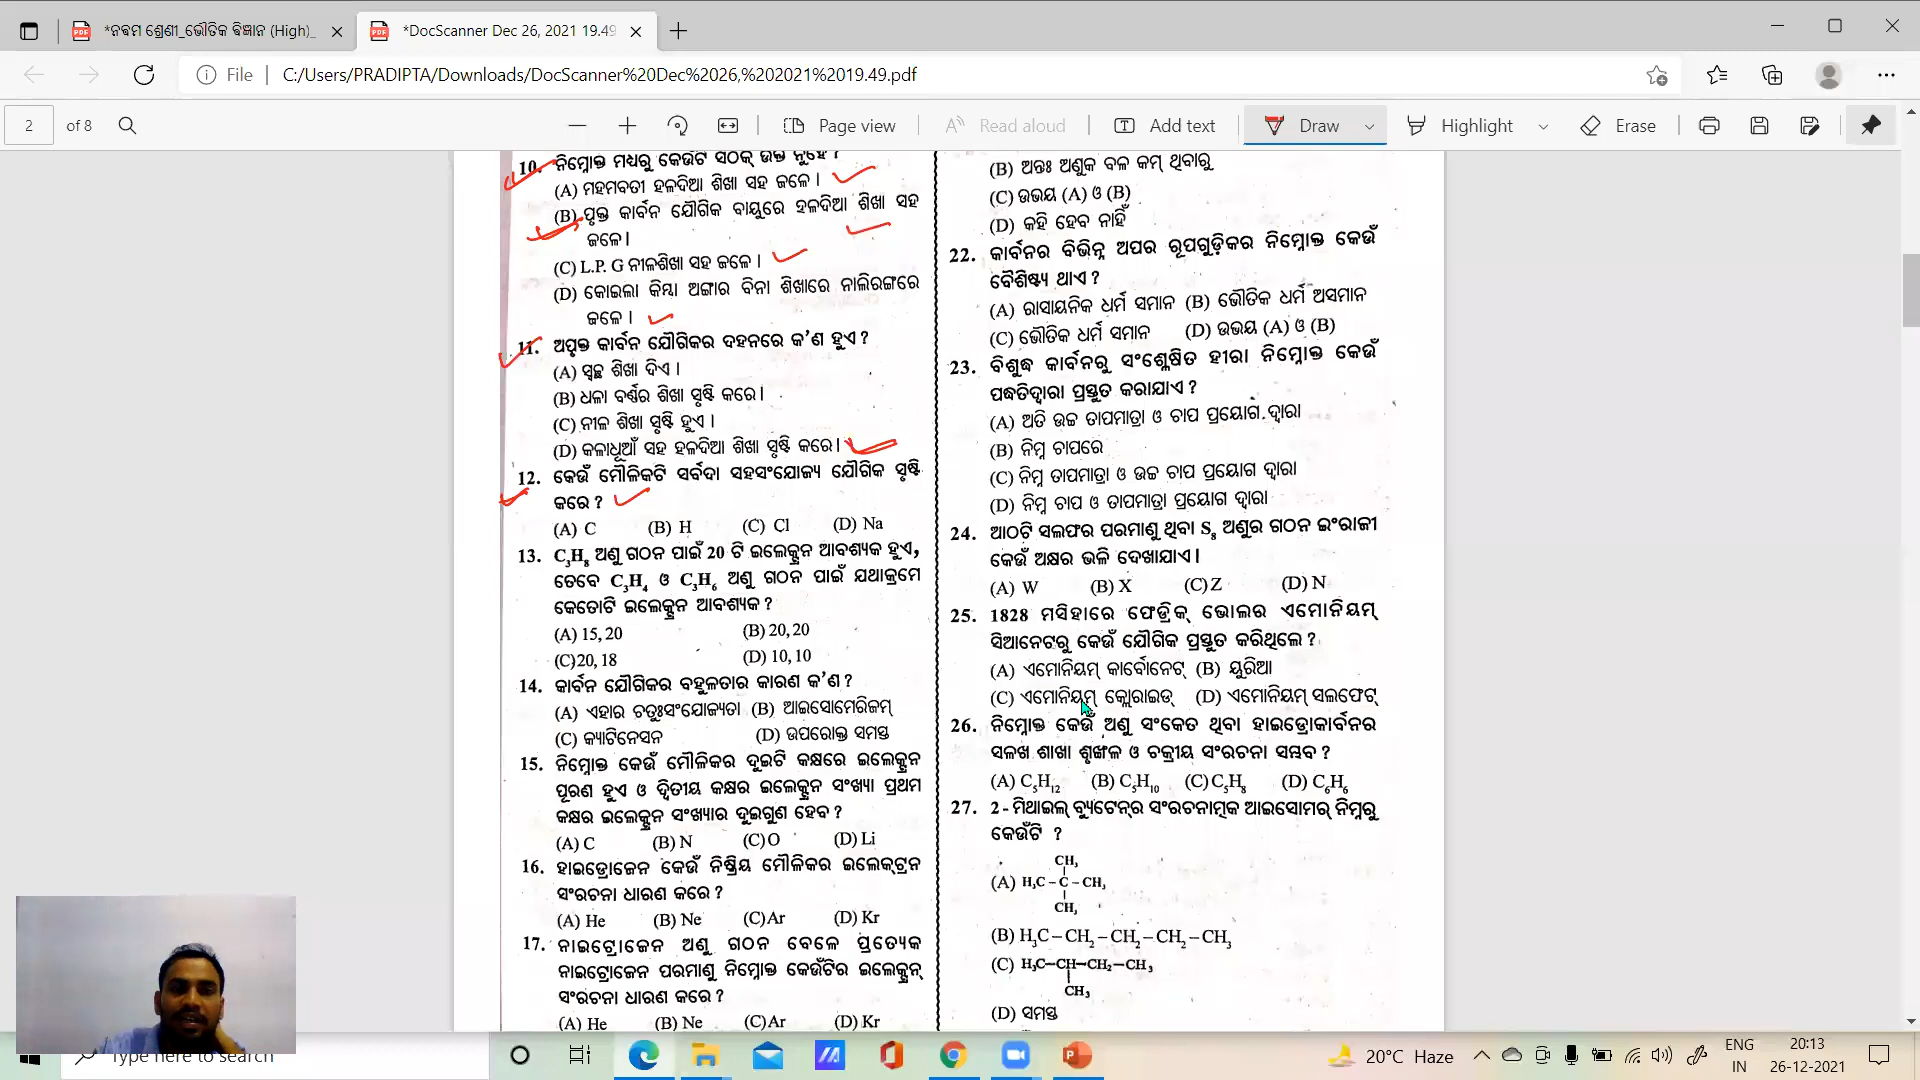 *ନବମ ଶ୍ରେଣୀ_ଭୌତିକ ବିଜ୍ଞାନ (High)_
*DocScanner Dec 26, 2021 19.49
File
C:/Users/PRADIPTA/Downloads/DocScanner%20Dec%2026,%202021%2019.49.pdf
2 of 8
Page view
Read aloud
Add text
Draw
Highlight
Erase
10. ନିମ୍ନୋକ୍ତ ମଧ୍ୟରୁ କେଉଁଟି ସଠିକ୍ ଉକ୍ତି ନୁହେଁ ?
(A) ମହମବତୀ ହଳଦିଆ ଶିଖା ସହ ଜଳେ ।
(B) ପୃକ୍ତ କାର୍ବନ ଯୌଗିକ ବାୟୁରେ ହଳଦିଆ ଶିଖା ସହ
ଜଳେ ।
(C) L.P. G ନୀଳଶିଖା ସହ ଜଳେ ।
(D) କୋଇଲା କିମ୍ବା ଅଙ୍ଗାର ବିନା ଶିଖାରେ ନାଲିରଙ୍ଗରେ
ଜଳେ ।
11. ଅପୃକ୍ତ କାର୍ବନ ଯୌଗିକର ଦହନରେ କ'ଣ ହୁଏ ?
(A) ସ୍ୱଚ୍ଛ ଶିଖା ଦିଏ ।
(B) ଧଳା ବର୍ଣ୍ଣର ଶିଖା ସୃଷ୍ଟି କରେ ।
(C) ନୀଳ ଶିଖା ସୃଷ୍ଟି ହୁଏ ।
(D) କଳାଧୂଆଁ ସହ ହଳଦିଆ ଶିଖା ସୃଷ୍ଟି କରେ ।
12. କେଉଁ ମୌଳିକଟି ସର୍ବଦା ସହସଂଯୋଜ୍ୟ ଯୌଗିକ ସୃଷ୍ଟି
କରେ ?
(A) C (B) H (C) Cl (D) Na
13. C₃H₈ ଅଣୁ ଗଠନ ପାଇଁ 20 ଟି ଇଲେକ୍ଟ୍ରନ ଆବଶ୍ୟକ ହୁଏ,
ତେବେ C₃H₄ ଓ C₃H₆ ଅଣୁ ଗଠନ ପାଇଁ ଯଥାକ୍ରମେ
କେତୋଟି ଇଲେକ୍ଟ୍ରନ ଆବଶ୍ୟକ ?
(A) 15, 20 (B) 20, 20
(C) 20, 18 (D) 10, 10
14. କାର୍ବନ ଯୌଗିକର ବହୁଳତାର କାରଣ କ'ଣ ?
(A) ଏହାର ଚତୁଃସଂଯୋଜ୍ୟତା (B) ଆଇସୋମେରିଜମ୍
(C) କ୍ୟାଟିନେସନ (D) ଉପରୋକ୍ତ ସମସ୍ତ
15. ନିମ୍ନୋକ୍ତ କେଉଁ ମୌଳିକର ଦୁଇଟି କକ୍ଷରେ ଇଲେକ୍ଟ୍ରନ
ପୂରଣ ହୁଏ ଓ ଦ୍ୱିତୀୟ କକ୍ଷର ଇଲେକ୍ଟ୍ରନ ସଂଖ୍ୟା ପ୍ରଥମ
କକ୍ଷର ଇଲେକ୍ଟ୍ରନ ସଂଖ୍ୟାର ଦୁଇଗୁଣ ହେବ ?
(A) C (B) N (C) O (D) Li
16. ହାଇଡ୍ରୋଜେନ କେଉଁ ନିଷ୍କ୍ରିୟ ମୌଳିକର ଇଲେକ୍‌ଟ୍ରନ
ସଂରଚନା ଧାରଣ କରେ ?
(A) He (B) Ne (C) Ar (D) Kr
17. ନାଇଟ୍ରୋଜେନ ଅଣୁ ଗଠନ ବେଳେ ପ୍ରତ୍ୟେକ
ନାଇଟ୍ରୋଜେନ ପରମାଣୁ ନିମ୍ନୋକ୍ତ କେଉଁଟିର ଇଲେକ୍ଟ୍ରନ୍
ସଂରଚନା ଧାରଣ କରେ ?
(A) He (B) Ne (C) Ar (D) Kr
(B) ଅନ୍ତଃ ଅଣୁକ ବଳ କମ୍ ଥିବାରୁ
(C) ଉଭୟ (A) ଓ (B)
(D) କହି ହେବ ନାହିଁ
22. କାର୍ବନର ବିଭିନ୍ନ ଅପର ରୂପଗୁଡ଼ିକର ନିମ୍ନୋକ୍ତ କେଉଁ
ବୈଶିଷ୍ଟ୍ୟ ଥାଏ ?
(A) ରାସାୟନିକ ଧର୍ମ ସମାନ (B) ଭୌତିକ ଧର୍ମ ଅସମାନ
(C) ଭୌତିକ ଧର୍ମ ସମାନ (D) ଉଭୟ (A) ଓ (B)
23. ବିଶୁଦ୍ଧ କାର୍ବନରୁ ସଂଶ୍ଳେଷିତ ହୀରା ନିମ୍ନୋକ୍ତ କେଉଁ
ପଦ୍ଧତିଦ୍ୱାରା ପ୍ରସ୍ତୁତ କରାଯାଏ ?
(A) ଅତି ଉଚ୍ଚ ତାପମାତ୍ରା ଓ ଚାପ ପ୍ରୟୋଗ ଦ୍ୱାରା
(B) ନିମ୍ନ ଚାପରେ
(C) ନିମ୍ନ ତାପମାତ୍ରା ଓ ଉଚ୍ଚ ଚାପ ପ୍ରୟୋଗ ଦ୍ୱାରା
(D) ନିମ୍ନ ଚାପ ଓ ତାପମାତ୍ରା ପ୍ରୟୋଗ ଦ୍ୱାରା
24. ଆଠଟି ସଲଫର ପରମାଣୁ ଥିବା S₈ ଅଣୁର ଗଠନ ଇଂରାଜୀ
କେଉଁ ଅକ୍ଷର ଭଳି ଦେଖାଯାଏ ।
(A) W (B) X (C) Z (D) N
25. 1828 ମସିହାରେ ଫେଡ୍ରିକ୍ ଭୋଲର ଏମୋନିୟମ୍
ସିଆନେଟରୁ କେଉଁ ଯୌଗିକ ପ୍ରସ୍ତୁତ କରିଥିଲେ ?
(A) ଏମୋନିୟମ୍ କାର୍ବୋନେଟ୍ (B) ୟୁରିଆ
(C) ଏମୋନିୟମ୍ କ୍ଲୋରାଇଡ୍ (D) ଏମୋନିୟମ୍ ସଲଫେଟ୍
26. ନିମ୍ନୋକ୍ତ କେଉଁ ଅଣୁ ସଂକେତ ଥିବା ହାଇଡ୍ରୋକାର୍ବନର
ସଳଖ ଶାଖା ଶୃଙ୍ଖଳ ଓ ଚକ୍ରୀୟ ସଂରଚନା ସମ୍ଭବ ?
(A) C₅H₁₂ (B) C₅H₁₀ (C) C₅H₈ (D) C₆H₆
27. 2 - ମିଥାଇଲ୍ ବ୍ୟୁଟେନ୍‌ର ସଂରଚନାତ୍ମକ ଆଇସୋମର୍ ନିମ୍ନରୁ
କେଉଁଟି ?
CH₃
(A) H₃C – C – CH₃
CH₃
(B) H₃C – CH₂ – CH₂ – CH₂ – CH₃
(C) H₃C–CH–CH₂–CH₃
CH₃
(D) ସମସ୍ତ
Type here to search
20°C Haze
ENG
IN
20:13
26-12-2021